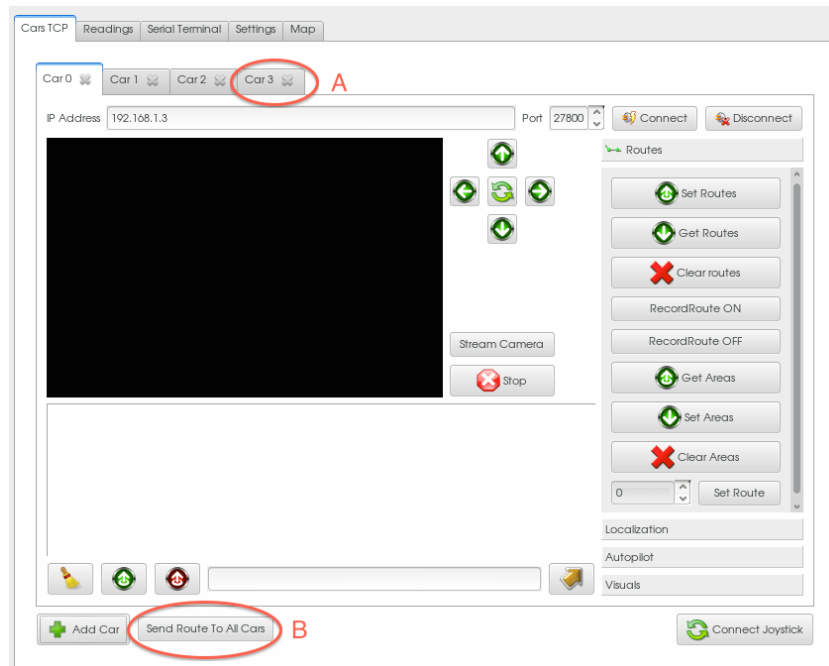 Cars TCP Readings Serial Terminal Settings Map
Car 0 Car 1 Car 2 Car 3 A
IP Address 192.168.1.3 Port 27800 Connect Disconnect
Routes
Set Routes
Get Routes
Clear routes
RecordRoute ON
Stream Camera RecordRoute OFF
Stop Get Areas
Set Areas
Clear Areas
0 Set Route
Localization
Autopilot
Visuals
Add Car Send Route To All Cars B Connect Joystick